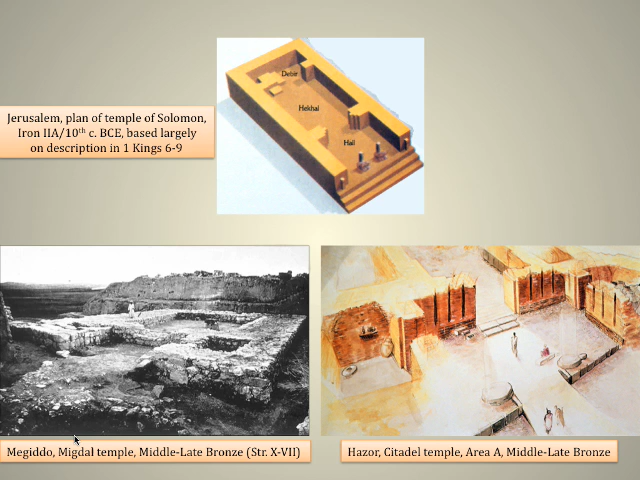 Jerusalem, plan of temple of Solomon,
Iron IIA/10th c. BCE, based largely
on description in 1 Kings 6-9
Debir
Hekhal
Hall
Megiddo, Migdal temple, Middle-Late Bronze (Str. X-VII)
Hazor, Citadel temple, Area A, Middle-Late Bronze